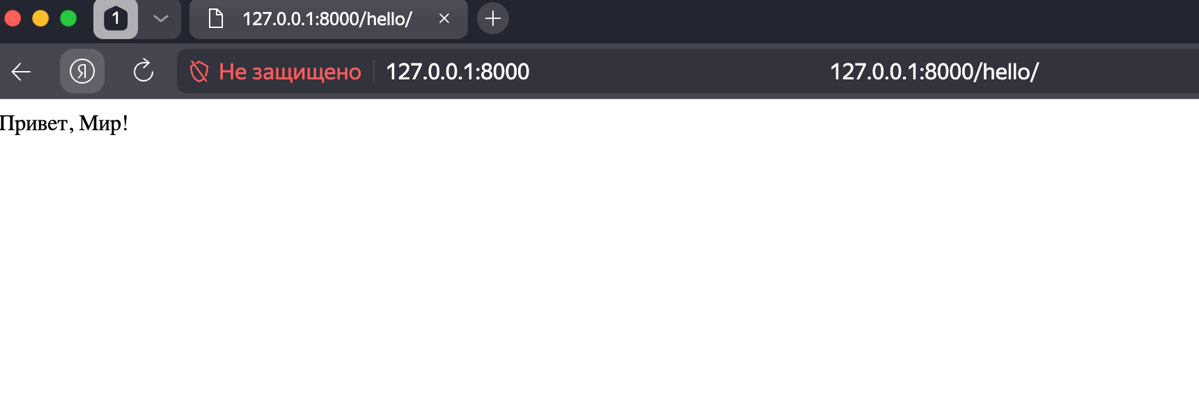 1
127.0.0.1:8000/hello/
Я
Не защищено
127.0.0.1:8000
127.0.0.1:8000/hello/
Привет, Мир!